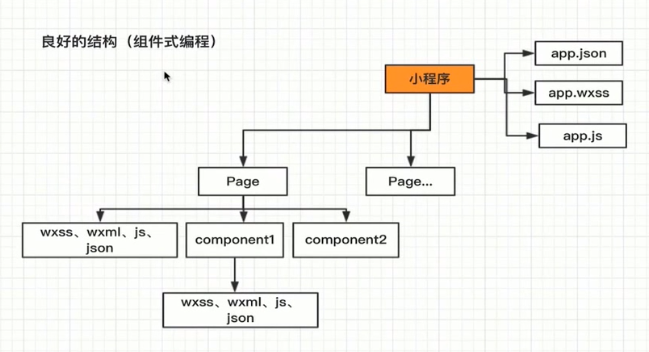 良好的结构（组件式编程）
小程序
app.json
app.wxss
app.js
Page
Page...
wxss、wxml、js、
json
component1
component2
wxss、wxml、js、
json